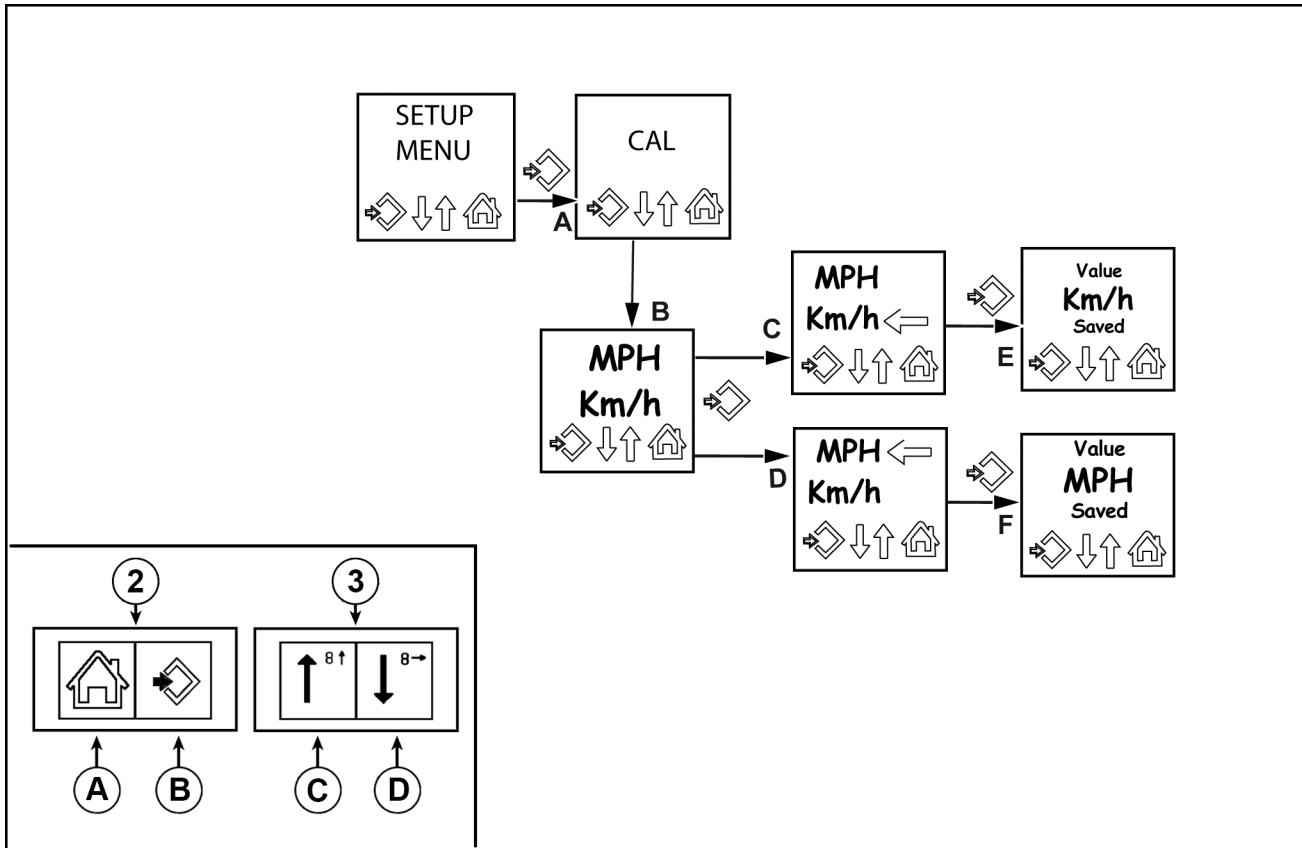 SETUP
MENU
A
CAL
B
MPH
Km/h
C
MPH
Km/h
E
Value
Km/h
Saved
D
MPH
Km/h
F
Value
MPH
Saved
2
3
8
8
A
B
C
D